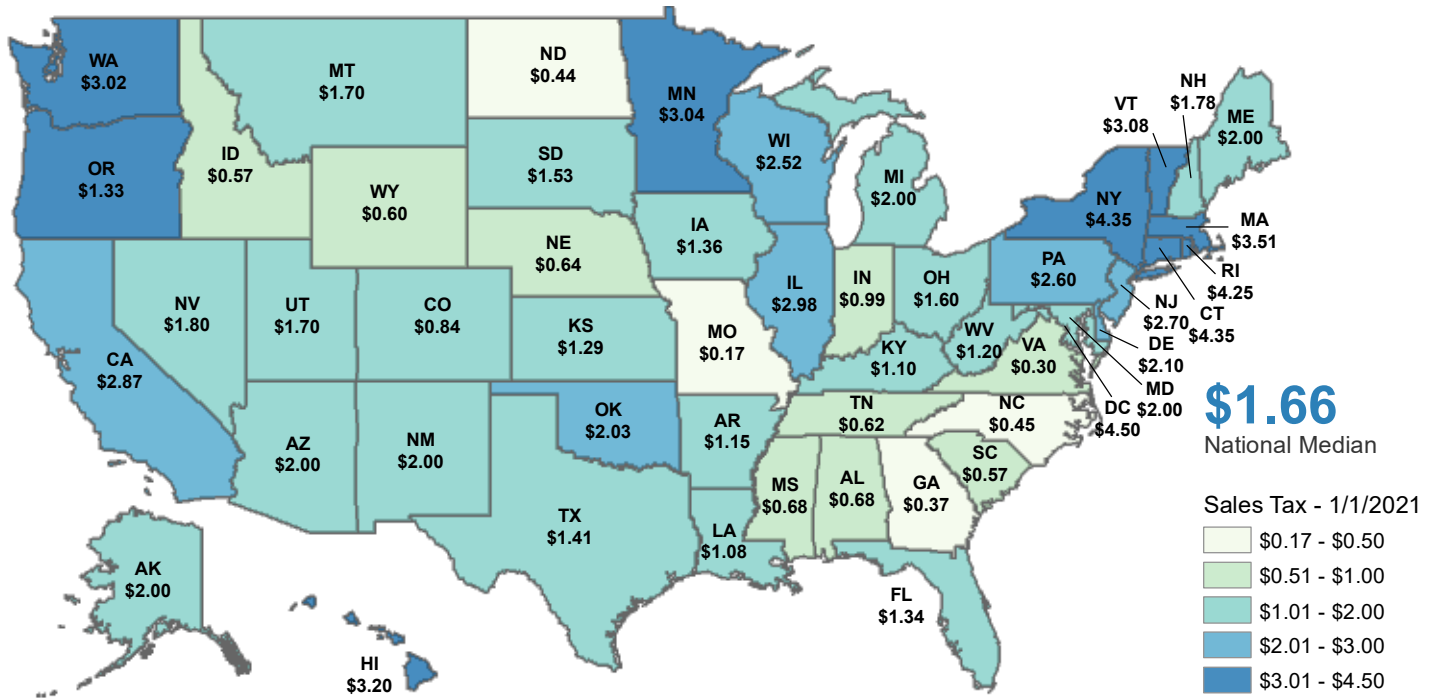 WA
$3.02
OR
$1.33
CA
$2.87
ID
$0.57
NV
$1.80
MT
$1.70
WY
$0.60
UT
$1.70
CO
$0.84
AZ
$2.00
NM
$2.00
ND
$0.44
SD
$1.53
NE
$0.64
KS
$1.29
OK
$2.03
TX
$1.41
MN
$3.04
IA
$1.36
MO
$0.17
AR
$1.15
LA
$1.08
WI
$2.52
IL
$2.98
MI
$2.00
IN
$0.99
OH
$1.60
KY
$1.10
WV
$1.20
VA
$0.30
TN
$0.62
NC
$0.45
SC
$0.57
MS
$0.68
AL
$0.68
GA
$0.37
FL
$1.34
PA
$2.60
NY
$4.35
VT
$3.08
NH
$1.78
ME
$2.00
MA
$3.51
RI
$4.25
CT
$4.35
NJ
$2.70
DE
$2.10
MD
$2.00
DC
$4.50
AK
$2.00
HI
$3.20
$1.66
National Median
Sales Tax - 1/1/2021
$0.17 - $0.50
$0.51 - $1.00
$1.01 - $2.00
$2.01 - $3.00
$3.01 - $4.50